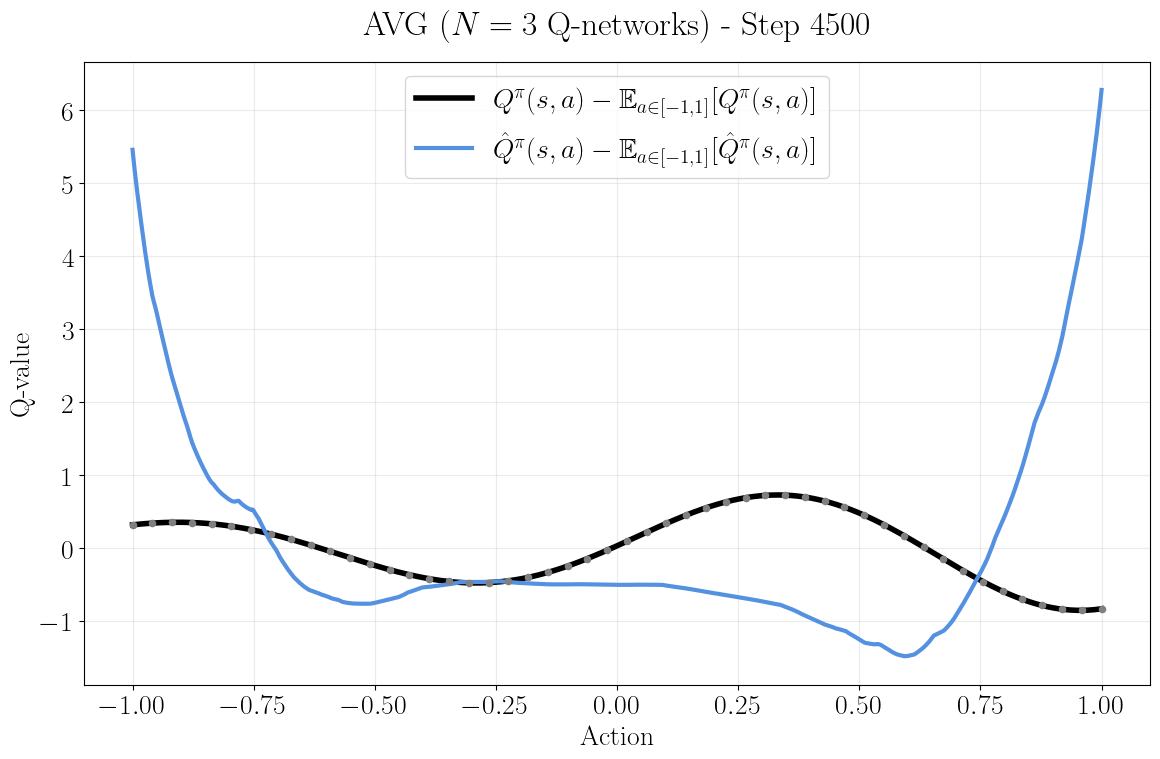 AVG (N = 3 Q-networks) - Step 4500
Q^π(s, a) − 𝔼_{a∈[−1,1]}[Q^π(s, a)]
Q̂^π(s, a) − 𝔼_{a∈[−1,1]}[Q̂^π(s, a)]
Q-value
6
5
4
3
2
1
0
−1
−1.00 −0.75 −0.50 −0.25 0.00 0.25 0.50 0.75 1.00
Action